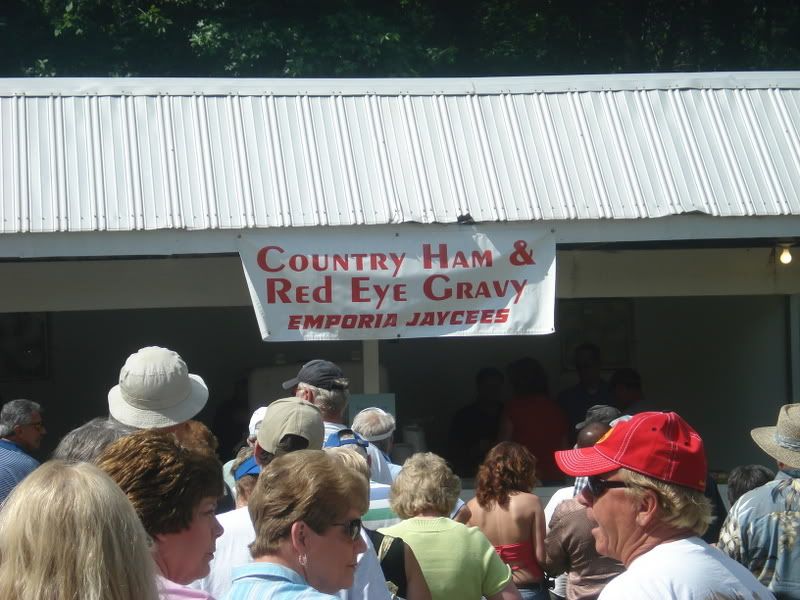 Country Ham &
Red Eye Gravy
EMPORIA JAYCEES